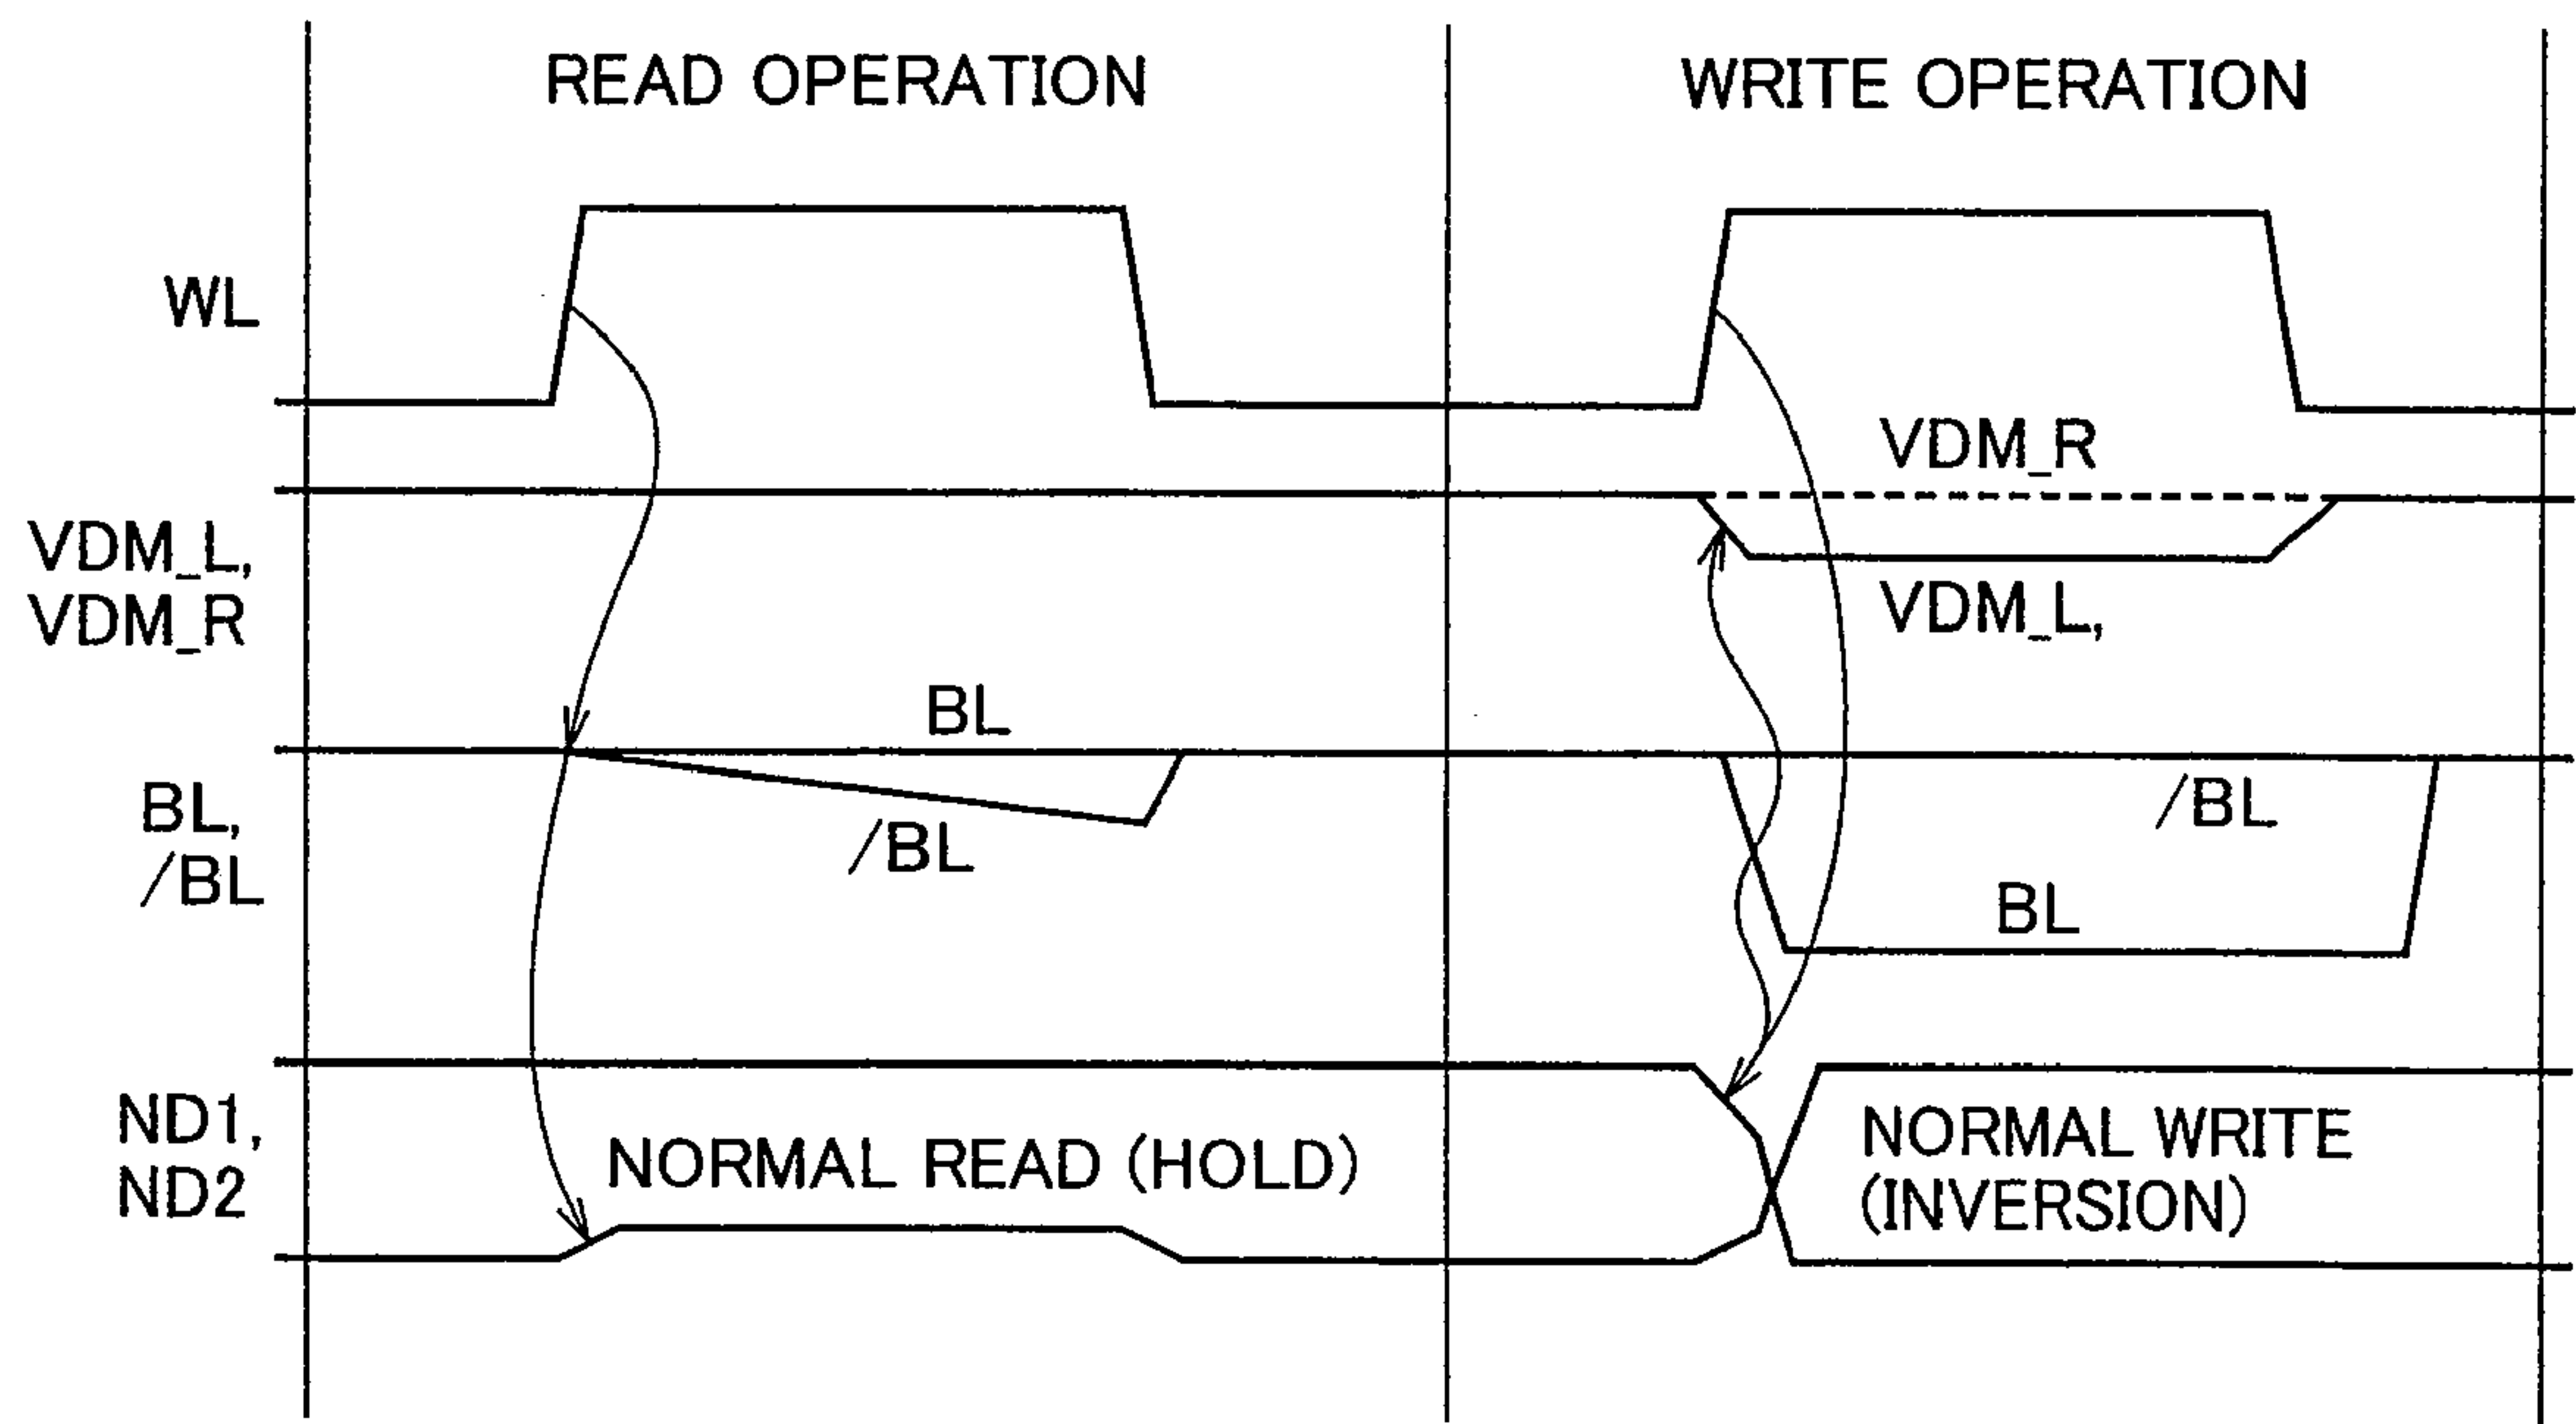 READ OPERATION
WRITE OPERATION
WL
VDM_R
VDM_L,
VDM_R
VDM_L,
BL
BL,
/BL
/BL
/BL
BL
ND1,
ND2
NORMAL READ (HOLD)
NORMAL WRITE
(INVERSION)